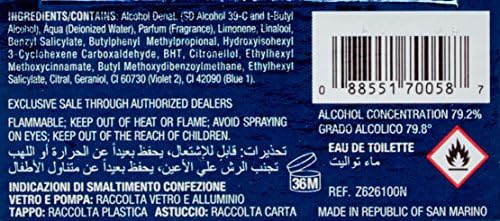 INGREDIENTS/CONTAINS: Alcohol Denat. (SD Alcohol 39-C and t-Butyl
Alcohol), Aqua (Deionized Water), Parfum (Fragrance), Limonene, Linalool,
Benzyl Salicylate, Butylphenyl Methylpropional, Hydroxyisohexyl
3-Cyclohexene Carboxaldehyde, BHT, Citronellol, Ethylhexyl
Methoxycinnamate, Butyl Methoxydibenzoylmethane, Ethylhexyl
Salicylate, Citral, Geraniol, CI 60730 (Violet 2), CI 42090 (Blue 1).
EXCLUSIVE SALE THROUGH AUTHORIZED DEALERS
FLAMMABLE; KEEP OUT OF HEAT OR FLAME; AVOID SPRAYING
ON EYES; KEEP OUT OF THE REACH OF CHILDREN.
تحذيرات: قابل للإشتعال، يحفظ بعيداً عن الحرارة أو اللهب
تجنب الرش علي الأعين، يحفظ بعيداً عن متناول الأطفال
INDICAZIONI DI SMALTIMENTO CONFEZIONE
36M
VETRO E POMPA: RACCOLTA VETRO E ALLUMINIO
TAPPO: RACCOLTA PLASTICA ASTUCCIO: RACCOLTA CARTA
0 88551 70058 7
ALCOHOL CONCENTRATION 79.2%
GRADO ALCOLICO 79.8°
EAU DE TOILETTE
ماء تواليت
REF. Z626100N
MADE IN REPUBLIC OF SAN MARINO